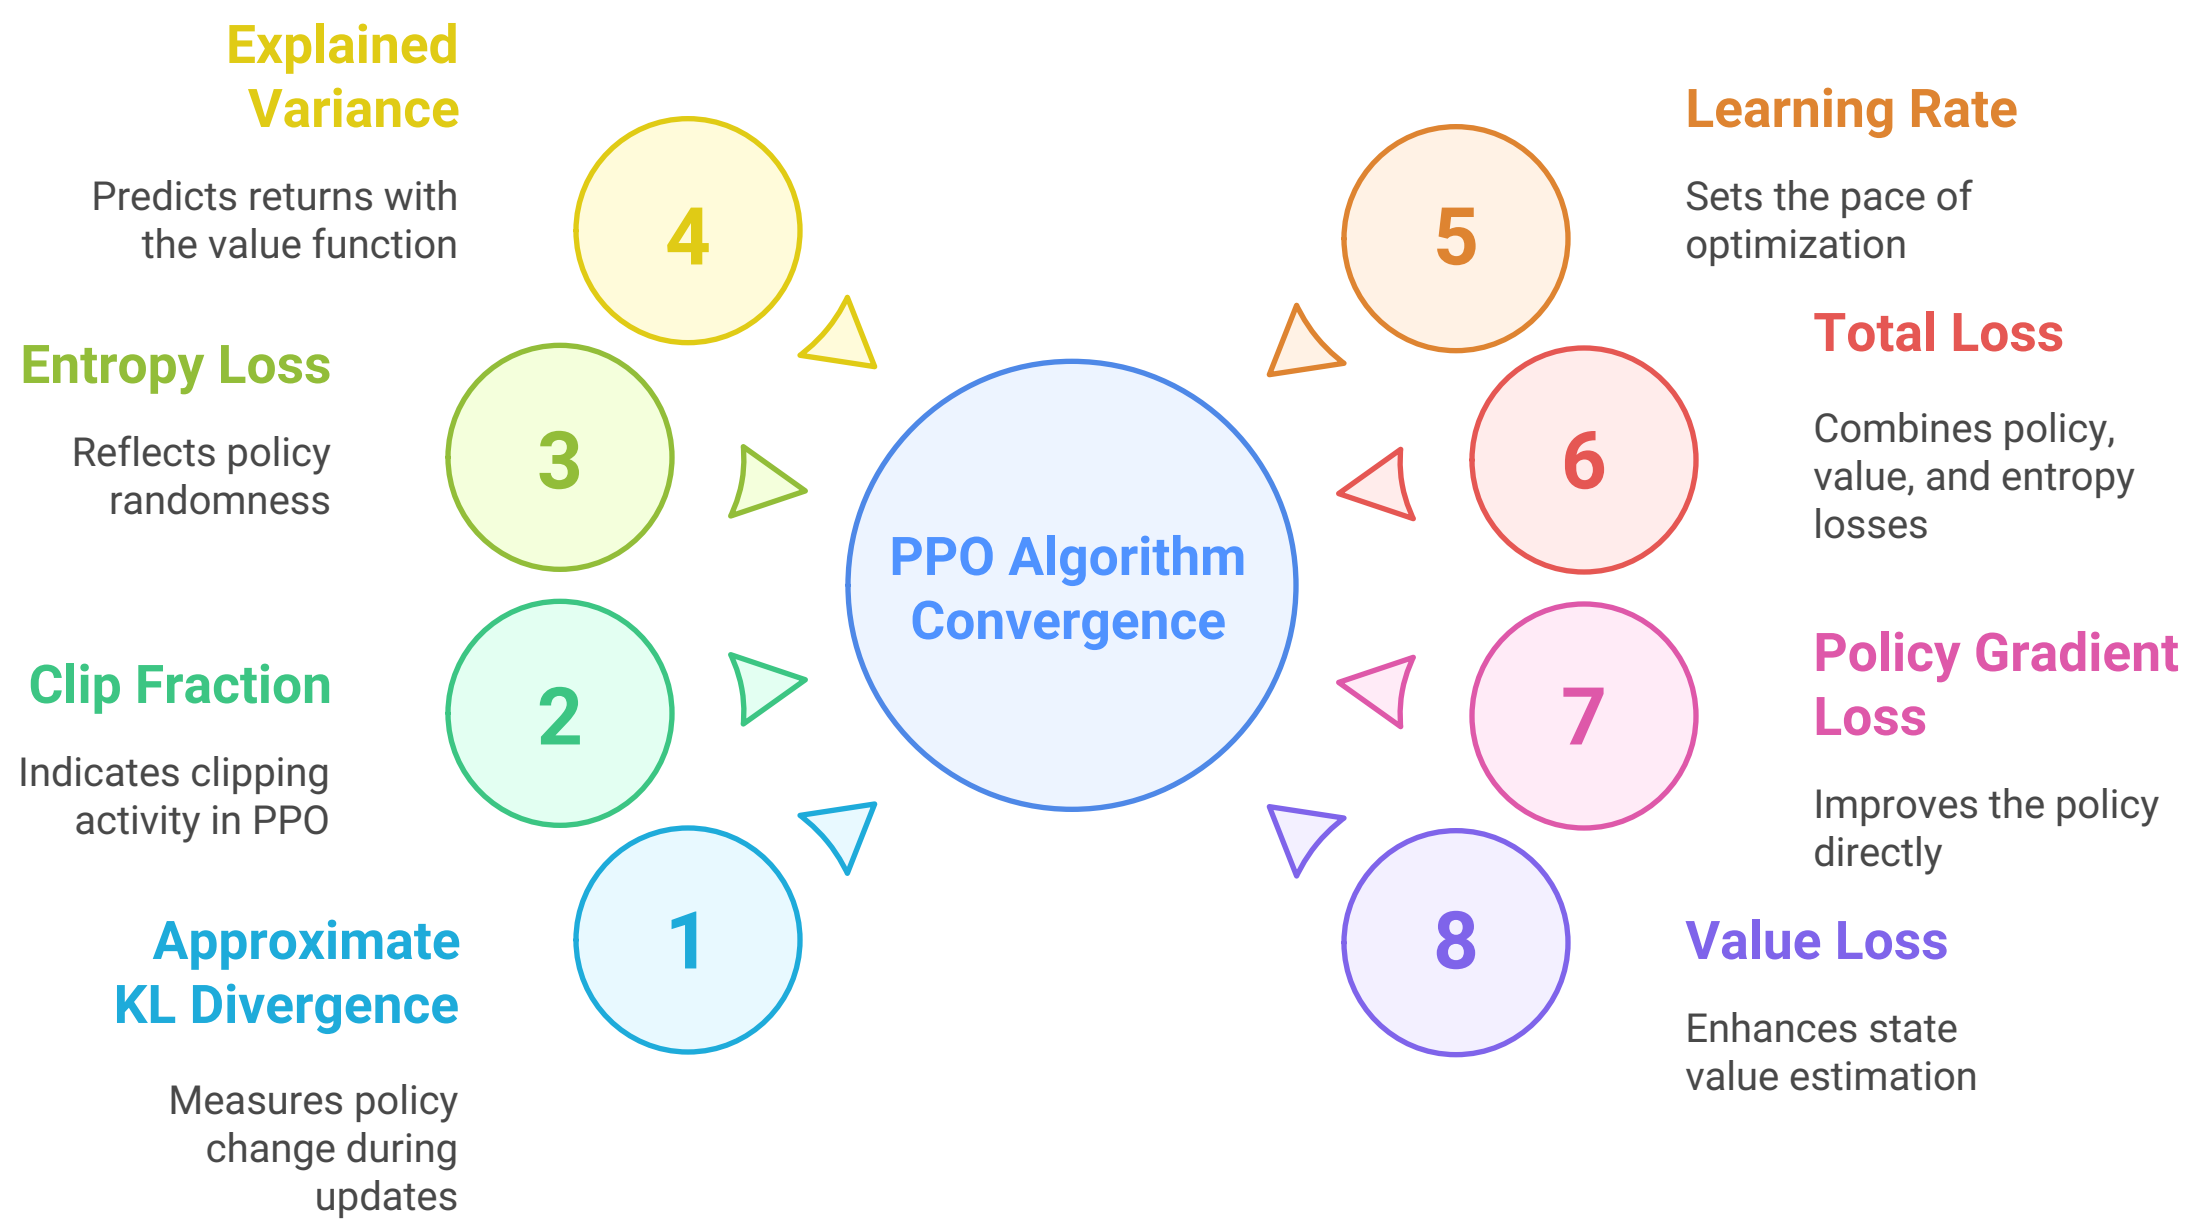 Explained
Variance
Predicts returns with
the value function
4
Entropy Loss
Reflects policy
randomness
3
Clip Fraction
Indicates clipping
activity in PPO
2
Approximate
KL Divergence
Measures policy
change during
updates
1
PPO Algorithm
Convergence
5
Learning Rate
Sets the pace of
optimization
6
Total Loss
Combines policy,
value, and entropy
losses
7
Policy Gradient
Loss
Improves the policy
directly
8
Value Loss
Enhances state
value estimation